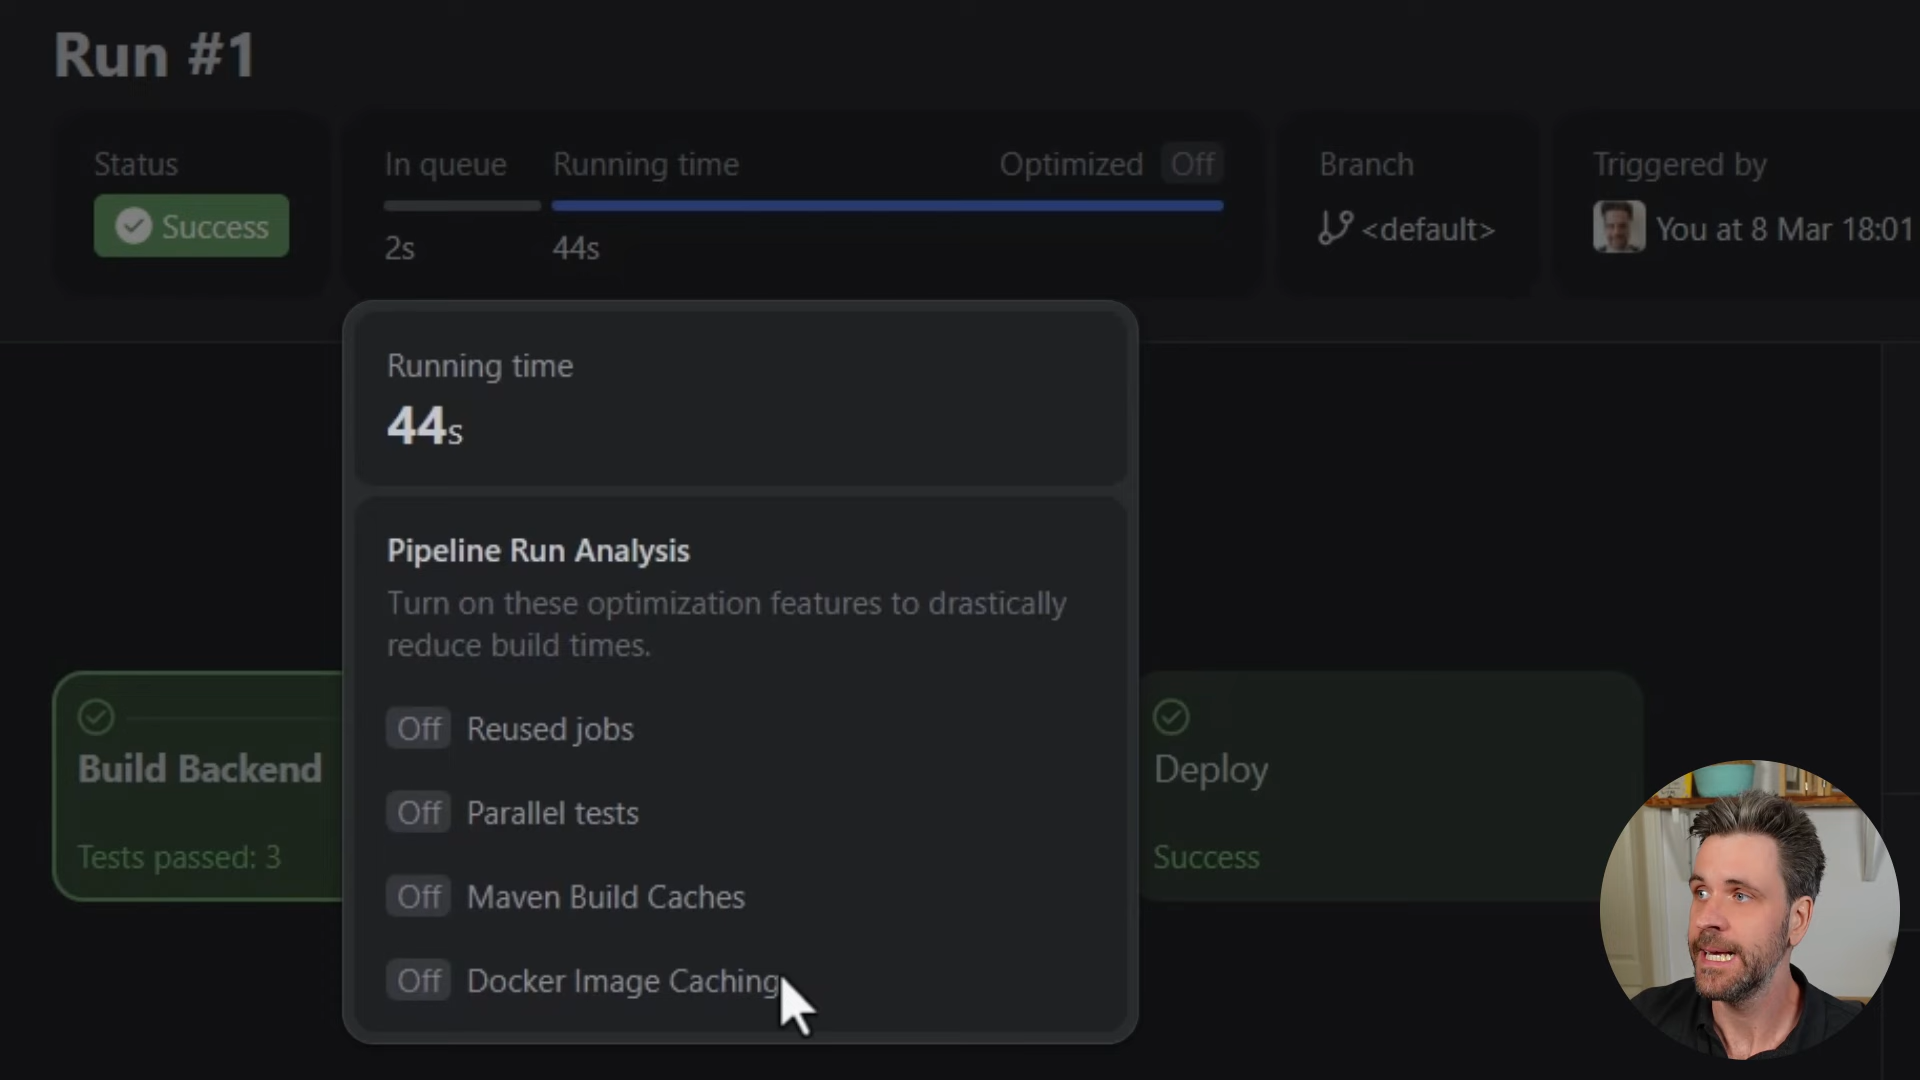 Run #1
Status
Success
In queue
Running time
Optimized Off
2s
44s
Branch
<default>
Triggered by
You at 8 Mar 18:01
Running time
44s
Pipeline Run Analysis
Turn on these optimization features to drastically
reduce build times.
Off Reused jobs
Off Parallel tests
Off Maven Build Caches
Off Docker Image Caching
Build Backend
Tests passed: 3
Deploy
Success